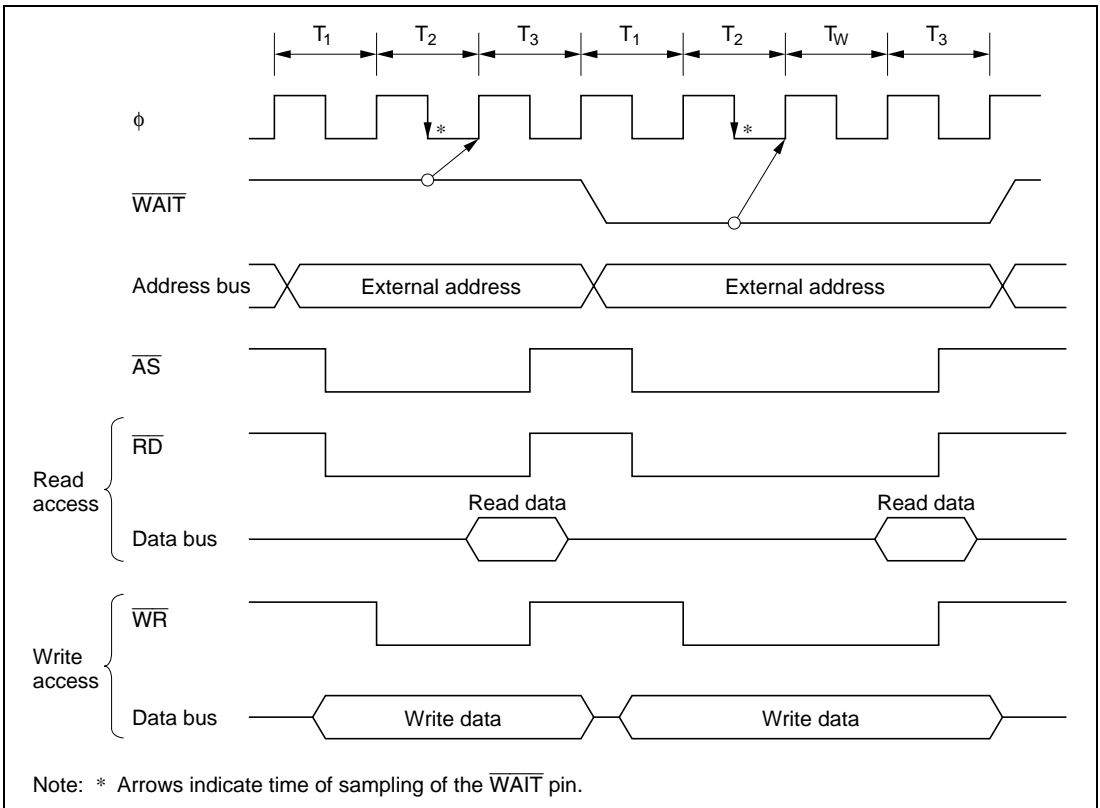 T1 T2 T3 T1 T2 TW T3
ϕ
* *
WAIT
Address bus External address External address
AS
Read access
RD
Read data Read data
Data bus
Write access
WR
Data bus Write data Write data
Note: * Arrows indicate time of sampling of the WAIT pin.